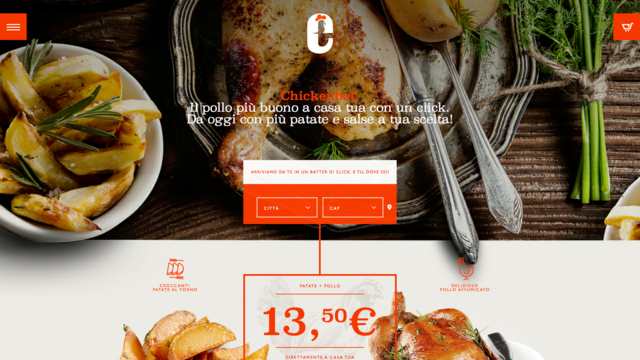 Chickenbot
Il pollo più buono a casa tua con un click.
Da oggi con più patate e salse a tua scelta!
ARRIVIAMO DA TE IN UN BATTER DI CLICK. E TU, DOVE SEI?
CITTÀ
CAP
CROCCANTI
PATATE AL FORNO
DELIZIOSO
POLLO AFFUMICATO
PATATE + POLLO
13,50€
DIRETTAMENTE A CASA TUA